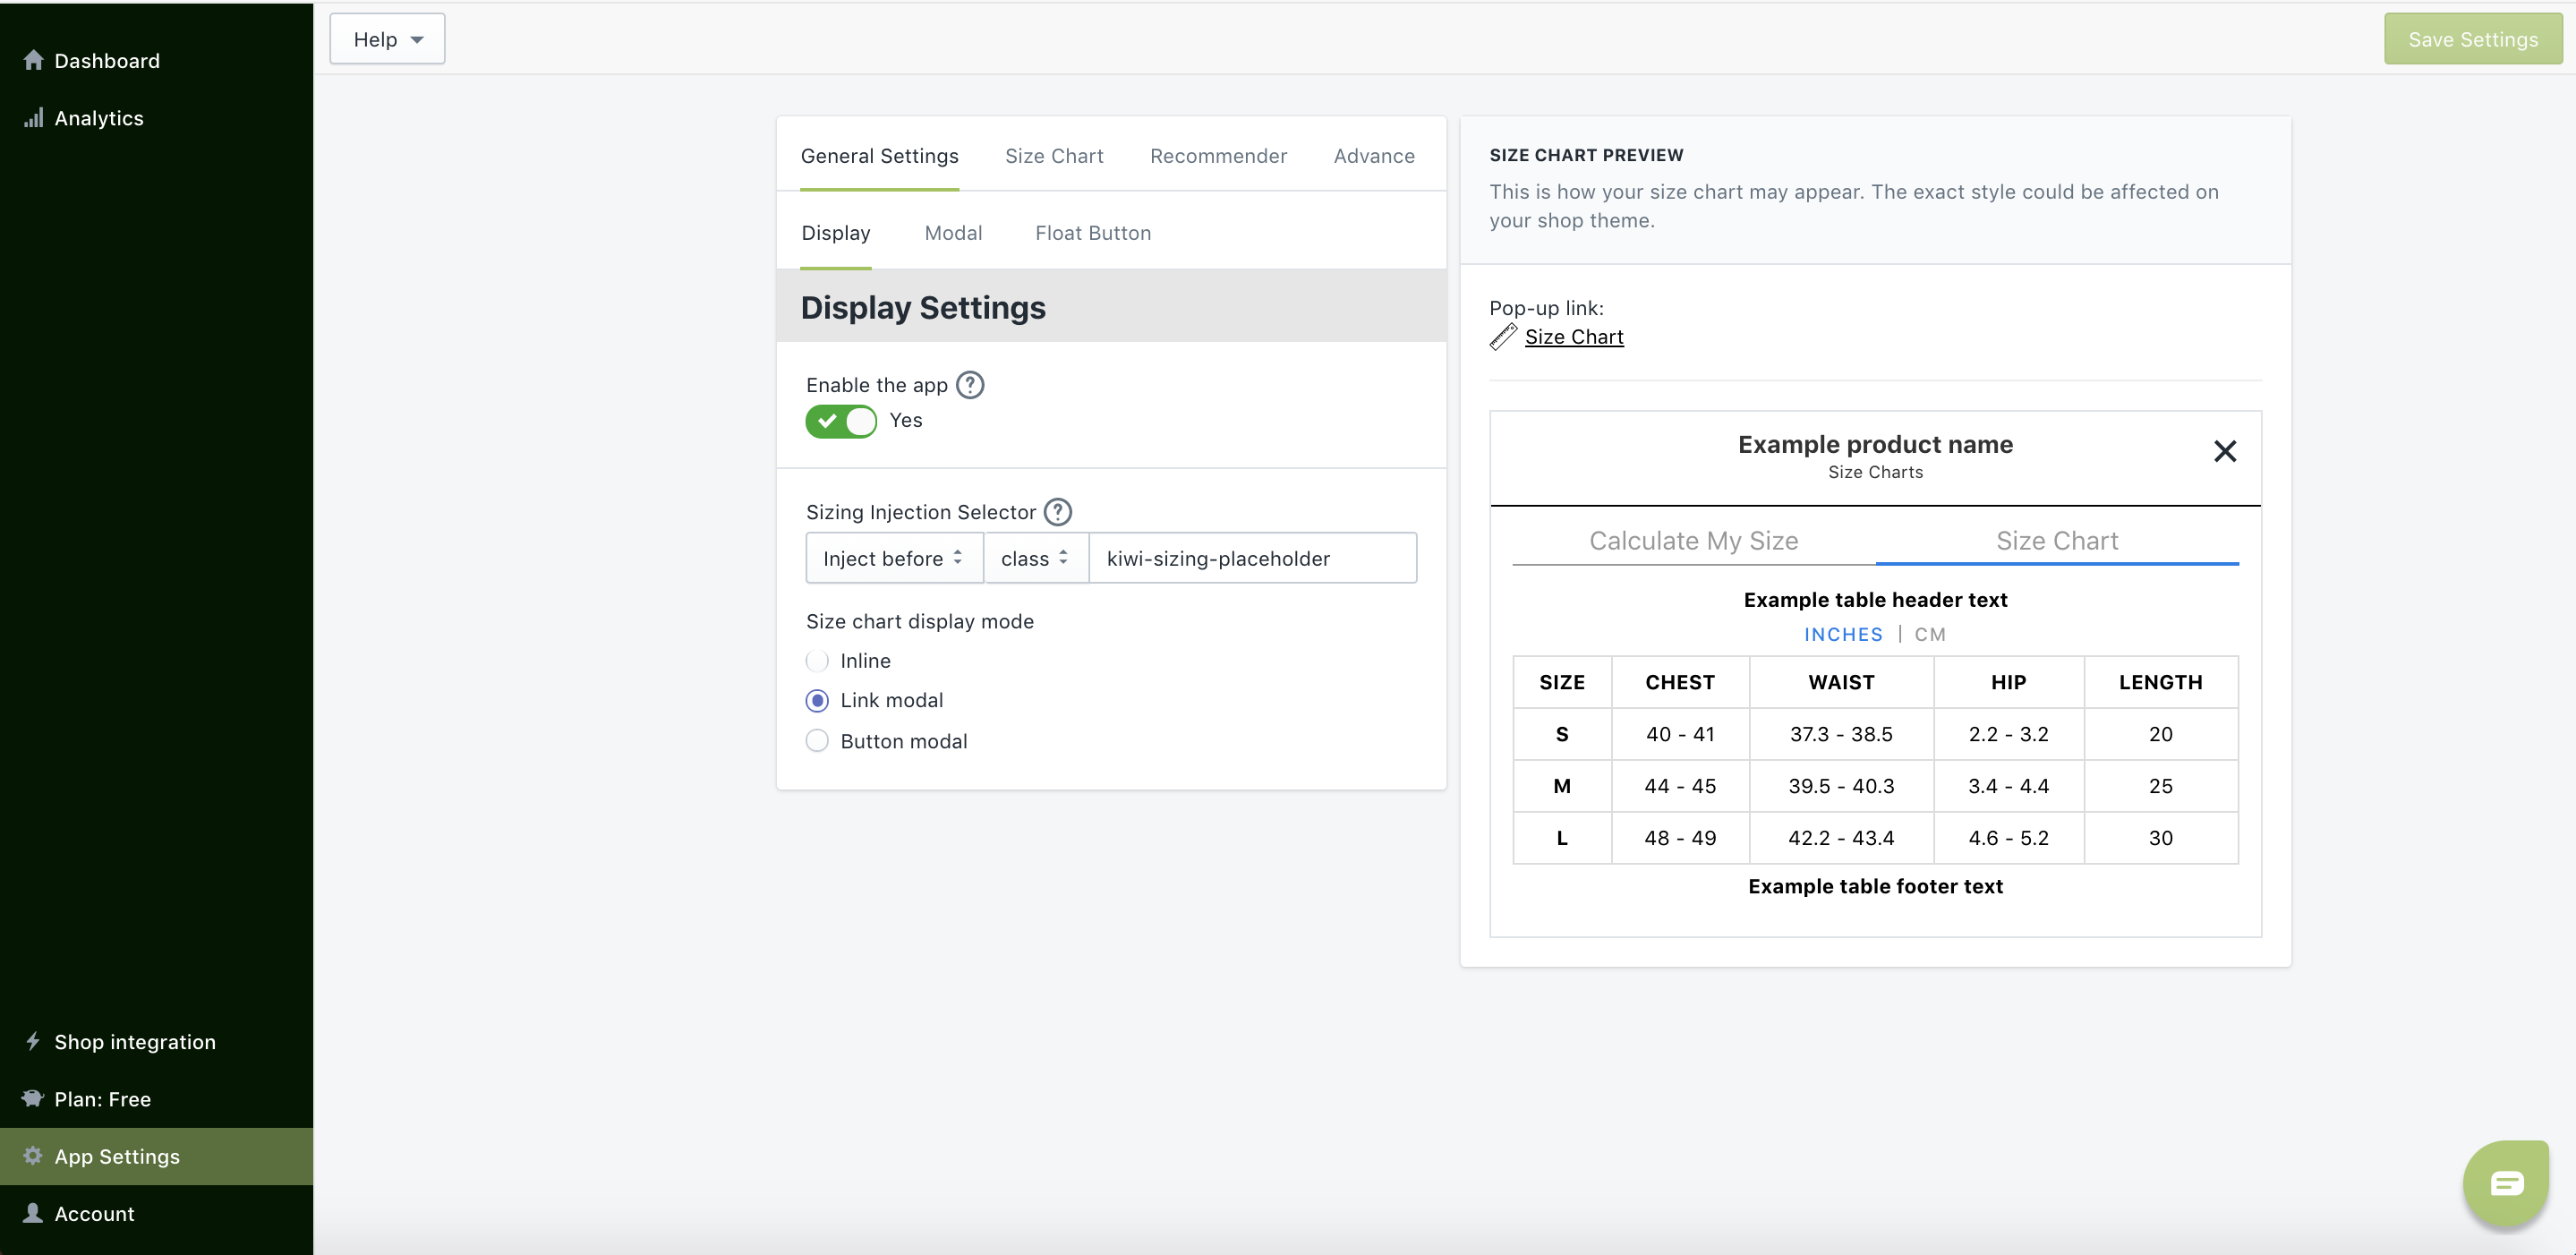 Dashboard
Analytics
Shop integration
Plan: Free
App Settings
Account
Help
Save Settings
General Settings Size Chart Recommender Advance
Display Modal Float Button
Display Settings
Enable the app ?
Yes
Sizing Injection Selector ?
Inject before class kiwi-sizing-placeholder
Size chart display mode
Inline
Link modal
Button modal
SIZE CHART PREVIEW
This is how your size chart may appear. The exact style could be affected on
your shop theme.
Pop-up link:
Size Chart
Example product name
Size Charts
Calculate My Size Size Chart
Example table header text
INCHES | CM
SIZE CHEST WAIST HIP LENGTH
S 40 - 41 37.3 - 38.5 2.2 - 3.2 20
M 44 - 45 39.5 - 40.3 3.4 - 4.4 25
L 48 - 49 42.2 - 43.4 4.6 - 5.2 30
Example table footer text